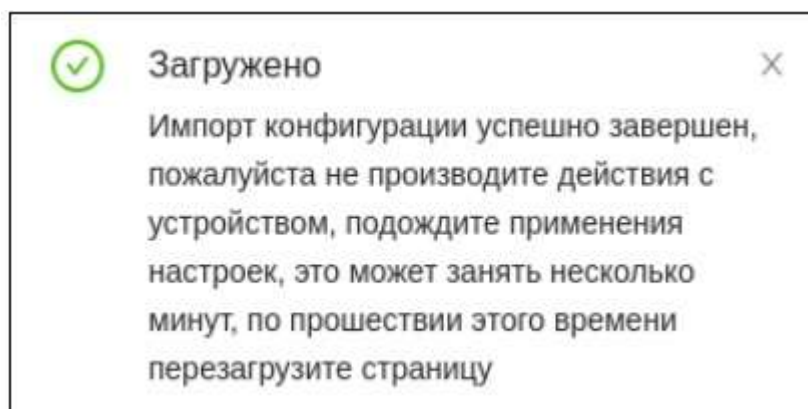 Загружено
Импорт конфигурации успешно завершен,
пожалуйста не производите действия с
устройством, подождите применения
настроек, это может занять несколько
минут, по прошествии этого времени
перезагрузите страницу